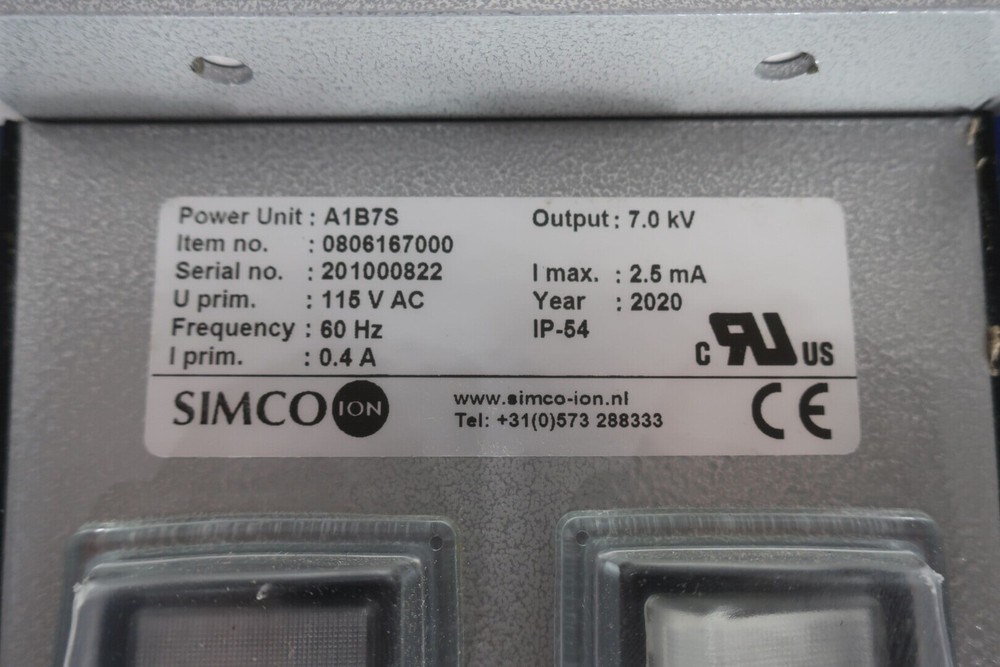 Power Unit : A1B7S Output : 7.0 kV
Item no. : 0806167000
Serial no. : 201000822 I max. : 2.5 mA
U prim. : 115 V AC Year : 2020
Frequency : 60 Hz IP-54
I prim. : 0.4 A
C RU US
SIMCO ION www.simco-ion.nl
Tel: +31(0)573 288333
CE